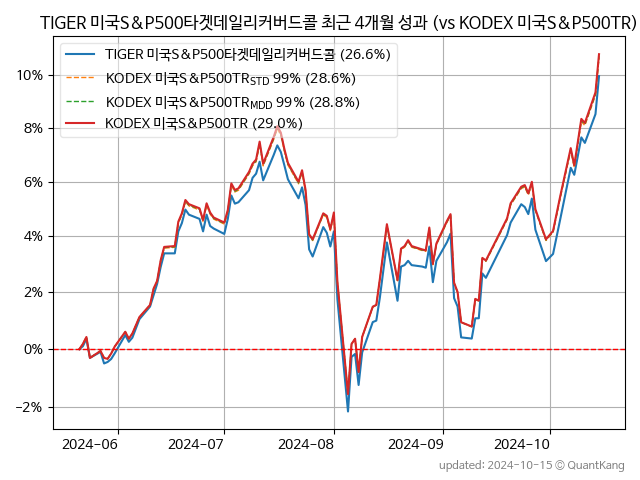 TIGER 미국S&P500타겟데일리커버드콜 최근 4개월 성과 (vs KODEX 미국S&P500TR)
TIGER 미국S&P500타겟데일리커버드콜 (26.6%)
KODEX 미국S&P500TR_STD 99% (28.6%)
KODEX 미국S&P500TR_MDD 99% (28.8%)
KODEX 미국S&P500TR (29.0%)
10%
8%
6%
4%
2%
0%
−2%
2024-06 2024-07 2024-08 2024-09 2024-10
updated: 2024-10-15 © QuantKang